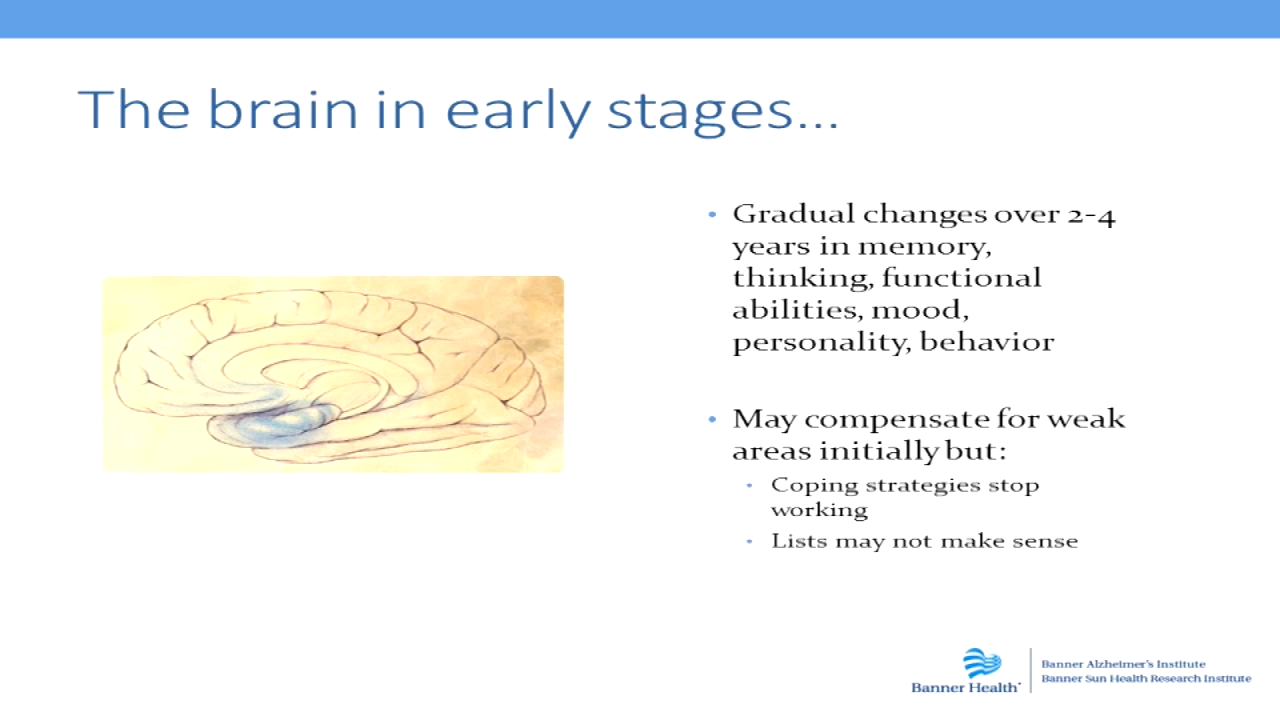 The brain in early stages...
• Gradual changes over 2-4
years in memory,
thinking, functional
abilities, mood,
personality, behavior
• May compensate for weak
areas initially but:
• Coping strategies stop
working
• Lists may not make sense
Banner Health
Banner Alzheimer's Institute
Banner Sun Health Research Institute